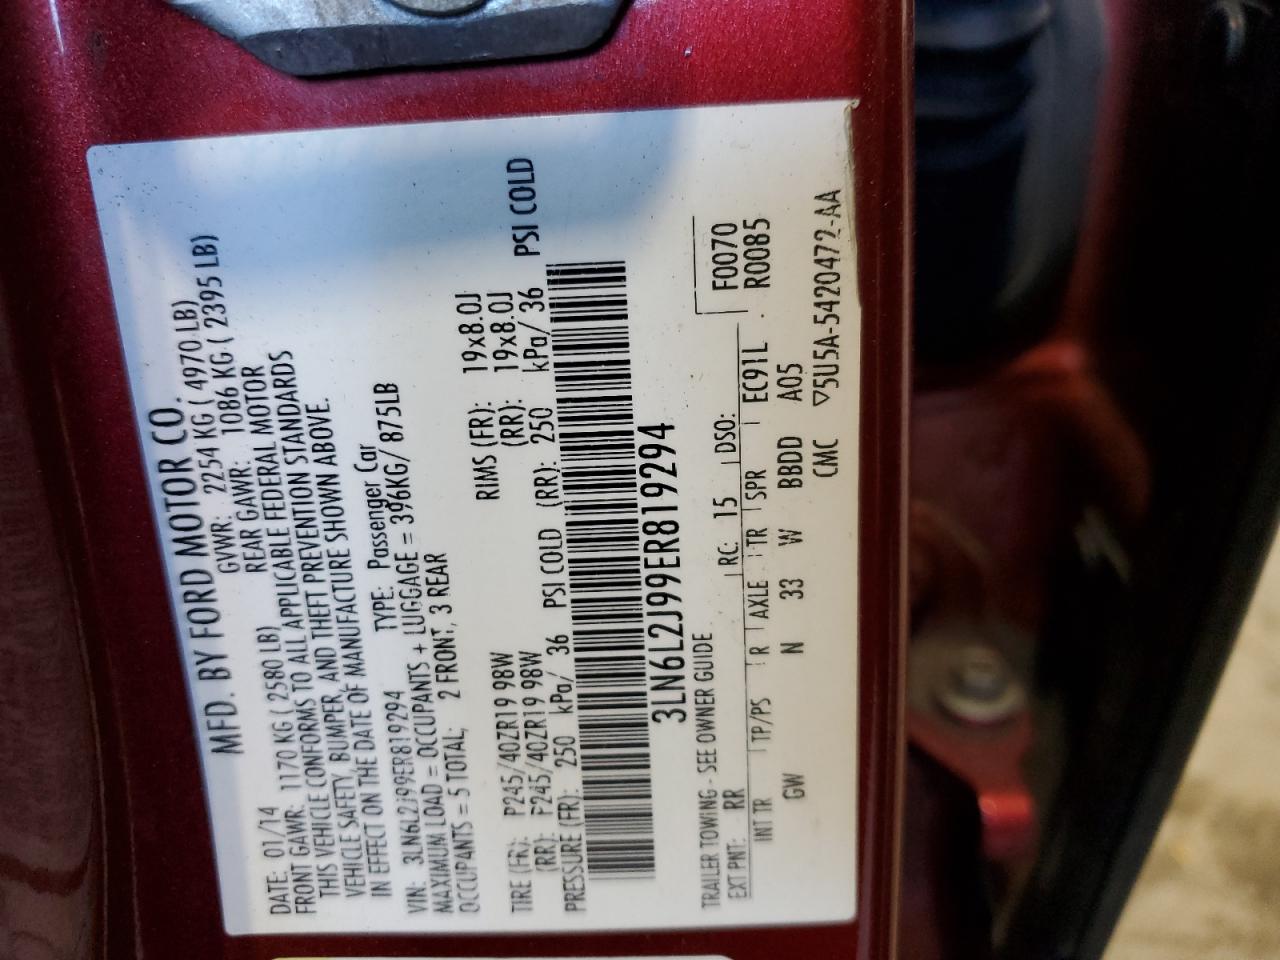 MFD. BY FORD MOTOR CO.
DATE: 01/14 GVWR: 2254 KG ( 4970 LB)
FRONT GAWR: 1170 KG ( 2580 LB) REAR GAWR: 1086 KG ( 2395 LB)
THIS VEHICLE CONFORMS TO ALL APPLICABLE FEDERAL MOTOR
VEHICLE SAFETY, BUMPER, AND THEFT PREVENTION STANDARDS
IN EFFECT ON THE DATE OF MANUFACTURE SHOWN ABOVE.
VIN: 3LN6L2J99ER819294 TYPE: Passenger Car
MAXIMUM LOAD = OCCUPANTS + LUGGAGE = 396KG/ 875LB
OCCUPANTS = 5 TOTAL; 2 FRONT, 3 REAR
TIRE (FR): P245/40ZR19 98W RIMS (FR): 19x8.0J
(RR): P245/40ZR19 98W (RR): 19x8.0J
PRESSURE (FR): 250 kPa/ 36 PSI COLD (RR): 250 kPa/ 36 PSI COLD
3LN6L2J99ER819294
TRAILER TOWING - SEE OWNER GUIDE F0070
EXT PNT: RR RC: 15 DSO: R0085
INT TR TP/PS R AXLE TR SPR EC91L
GW N 33 W BBDD A05
CMC ▽5U5A-5420472-AA